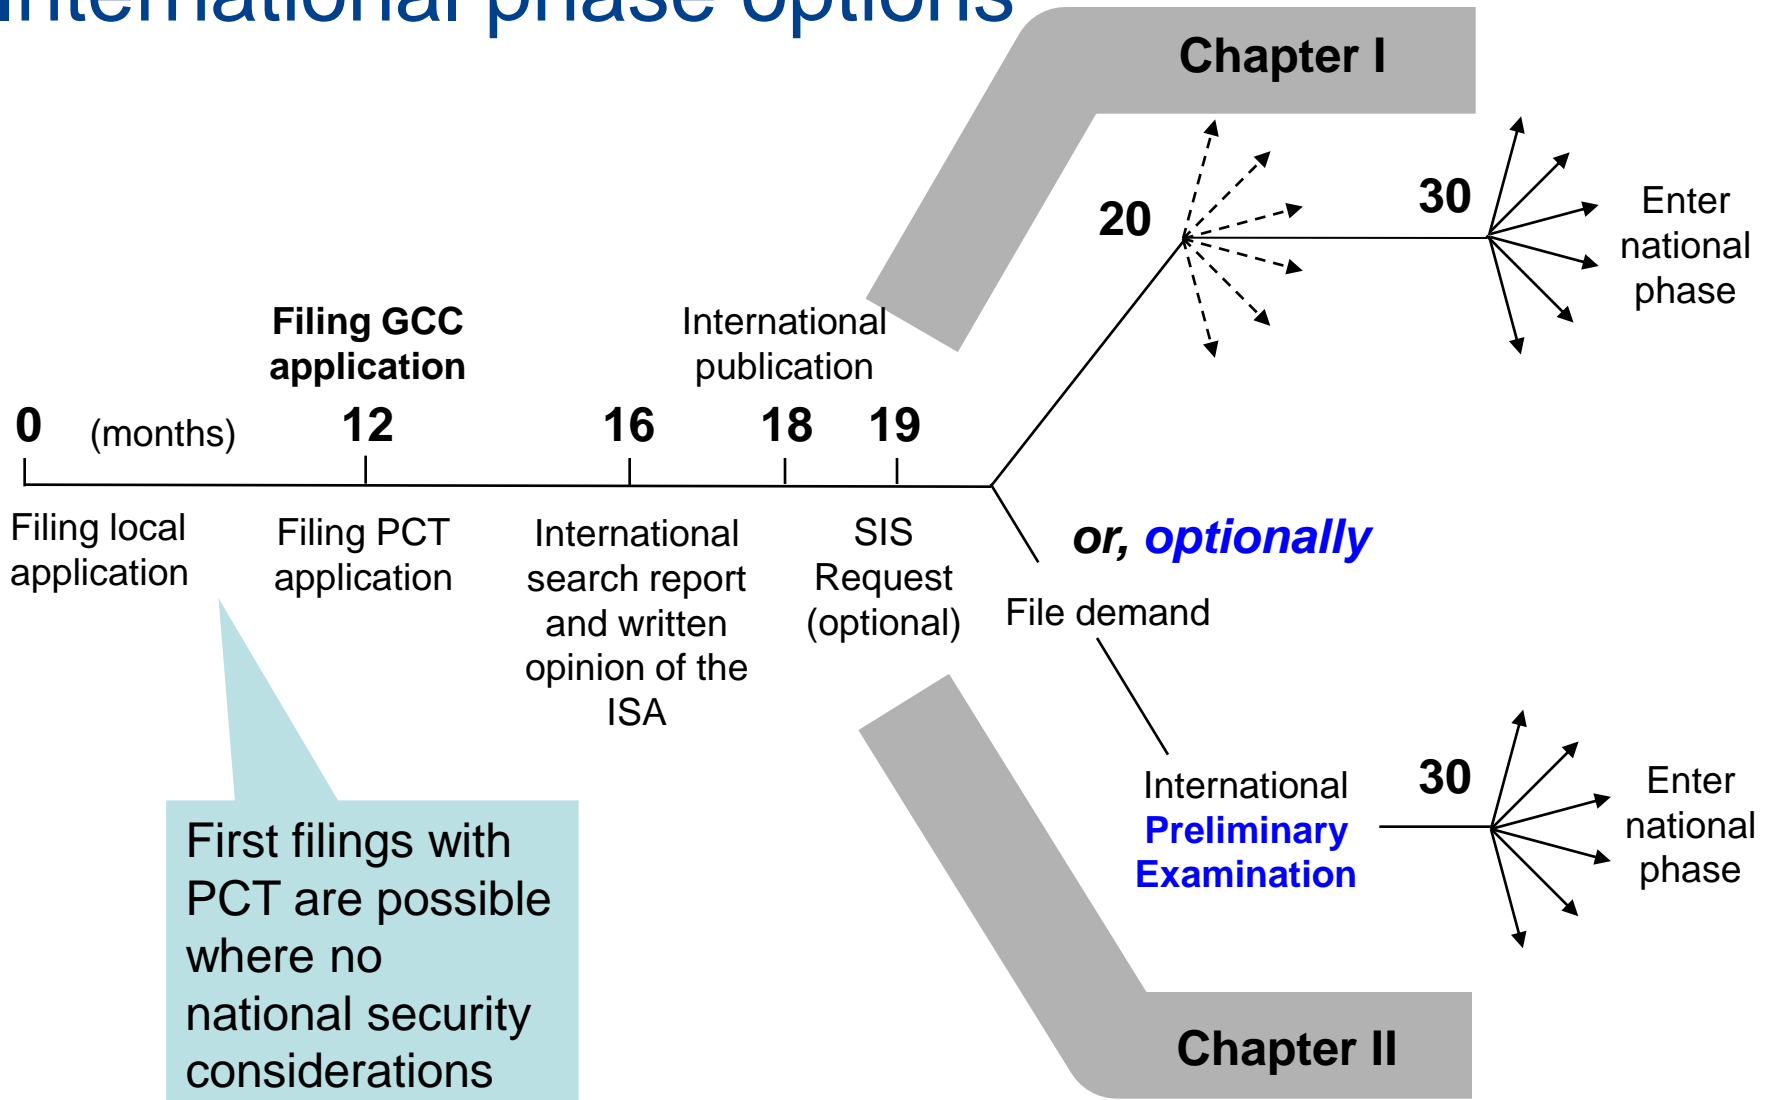 International phase options
Chapter I
20
30
Enter
national
phase
Filing GCC
application
International
publication
0 (months) 12 16 18 19
Filing local
application
Filing PCT
application
International
search report
and written
opinion of the
ISA
SIS
Request
(optional)
or, optionally
File demand
International
Preliminary
Examination
30
Enter
national
phase
First filings with
PCT are possible
where no
national security
considerations
Chapter II